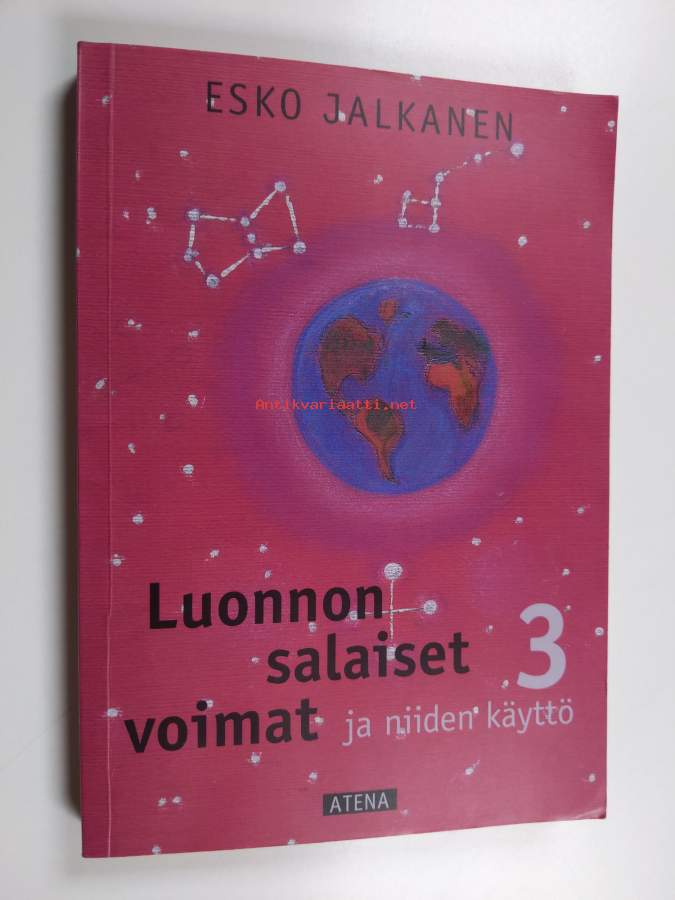 ESKO JALKANEN
Antikvariaatti.net
Luonnon
salaiset 3
voimat ja niiden käyttö
ATENA